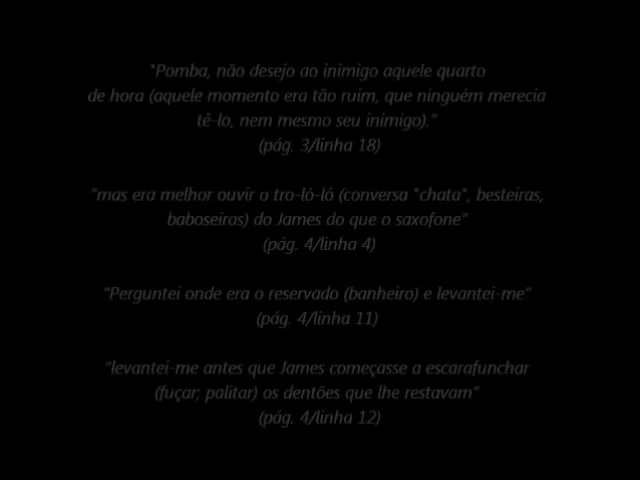 "Pomba, não desejo ao inimigo aquele quarto
de hora (aquele momento era tão ruim, que ninguém merecia
tê-lo, nem mesmo seu inimigo)."
(pág. 3/linha 18)
"mas era melhor ouvir o tro-ló-ló (conversa "chata", besteiras,
baboseiras) do James do que o saxofone"
(pág. 4/linha 4)
"Perguntei onde era o reservado (banheiro) e levantei-me"
(pág. 4/linha 11)
"levantei-me antes que James começasse a escarafunchar
(fuçar; palitar) os dentões que lhe restavam"
(pág. 4/linha 12)